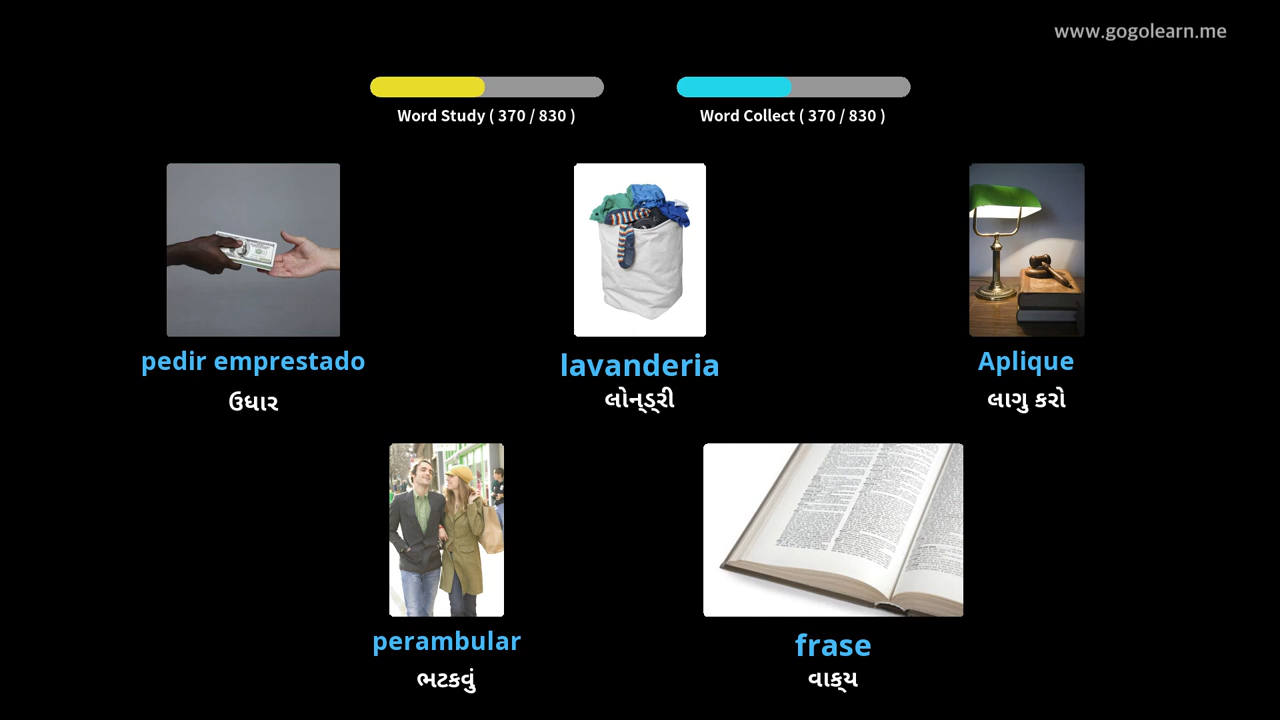 www.gogolearn.me
Word Study ( 370 / 830 )
Word Collect ( 370 / 830 )
pedir emprestado
ઉધાર
lavanderia
લોન્ડ્રી
Aplique
લાગુ કરો
perambular
ભટકવું
frase
વાક્ય